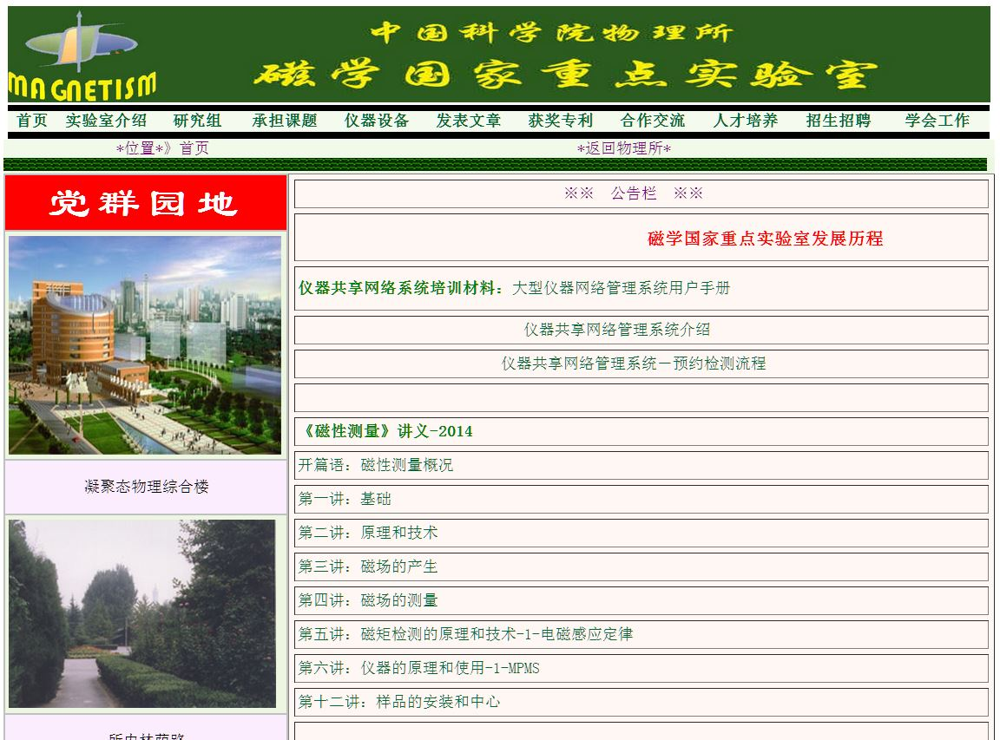 MAGNETISM
中国科学院物理所
磁学国家重点实验室
首页 实验室介绍 研究组 承担课题 仪器设备 发表文章 获奖专利 合作交流 人才培养 招生招聘 学会工作
*位置*》首页 *返回物理所*
党群园地
凝聚态物理综合楼
※※ 公告栏 ※※
磁学国家重点实验室发展历程
仪器共享网络系统培训材料：大型仪器网络管理系统用户手册
仪器共享网络管理系统介绍
仪器共享网络管理系统－预约检测流程
《磁性测量》讲义-2014
开篇语：磁性测量概况
第一讲：基础
第二讲：原理和技术
第三讲：磁场的产生
第四讲：磁场的测量
第五讲：磁矩检测的原理和技术-1-电磁感应定律
第六讲：仪器的原理和使用-1-MPMS
第十二讲：样品的安装和中心